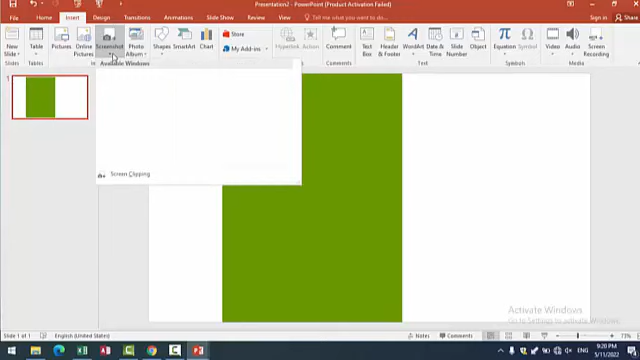 Presentation2 - PowerPoint (Product Activation Failed)
File Home Insert Design Transitions Animations Slide Show Review View Tell me what you want to do... Sign in Share
New Slide Table Pictures Online Pictures Screenshot Photo Album Shapes SmartArt Chart Store My Add-ins Hyperlink Action Comment Text Box Header & Footer WordArt Date & Time Slide Number Object Equation Symbol Video Audio Screen Recording
Slides Tables Comments Text Symbols Media
Available Windows
1
Screen Clipping
Activate Windows
Go to Settings to activate Windows.
Slide 1 of 1 English (United States) Notes Comments 73%
ENG 9:20 PM
5/11/2022